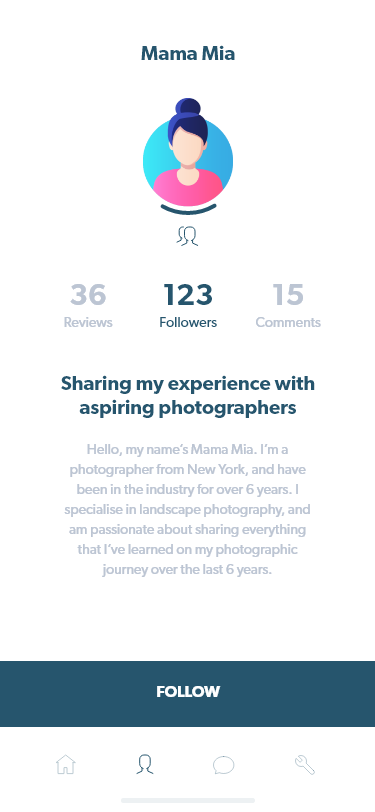 Mama Mia
36
123
15
Reviews
Followers
Comments
Sharing my experience with
aspiring photographers
Hello, my name's Mama Mia. I'm a
photographer from New York, and have
been in the industry for over 6 years. I
specialise in landscape photography, and
am passionate about sharing everything
that I've learned on my photographic
journey over the last 6 years.
FOLLOW